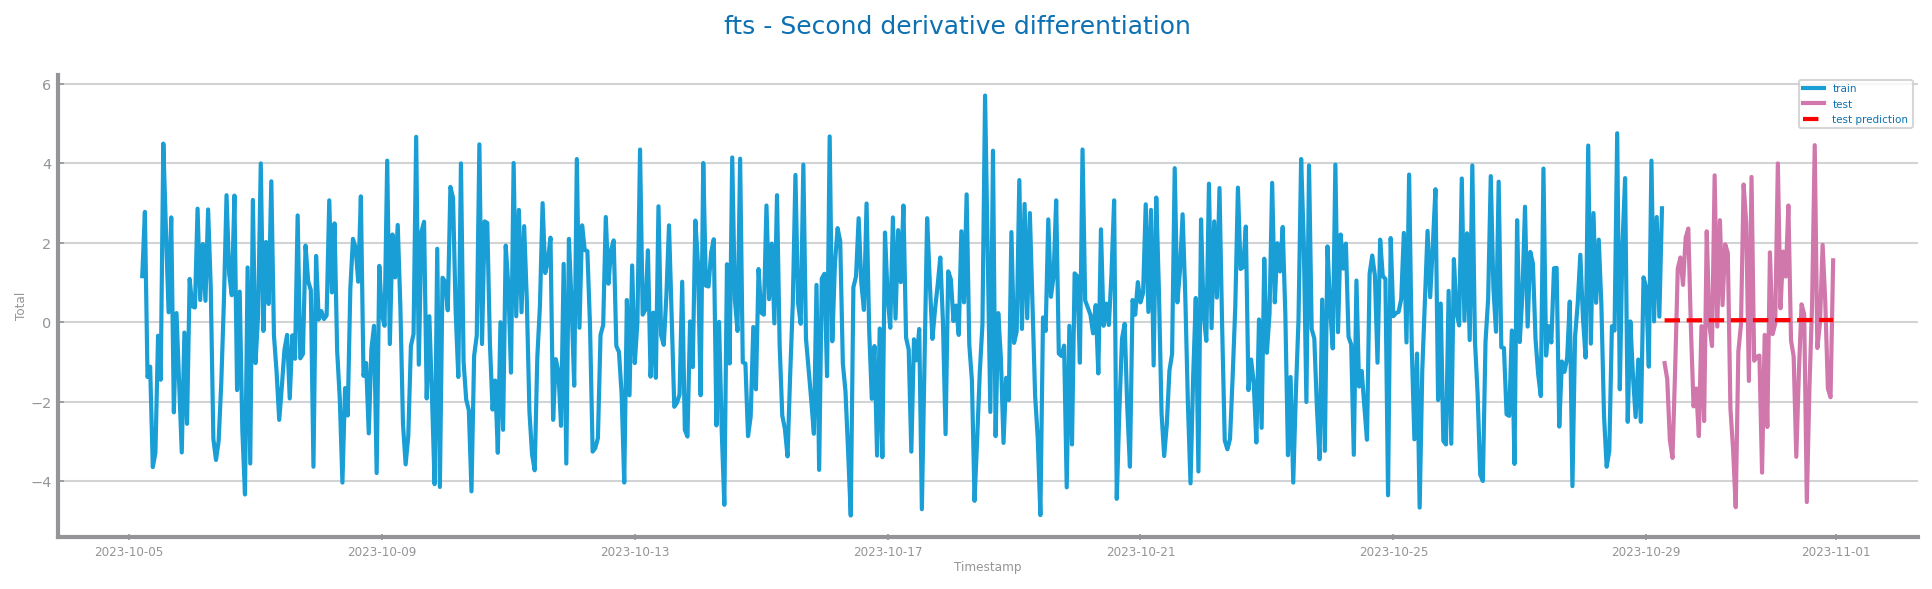 fts - Second derivative differentiation
train
test
test prediction
6
4
2
0
−2
−4
Total
2023-10-05 2023-10-09 2023-10-13 2023-10-17 2023-10-21 2023-10-25 2023-10-29 2023-11-01
Timestamp